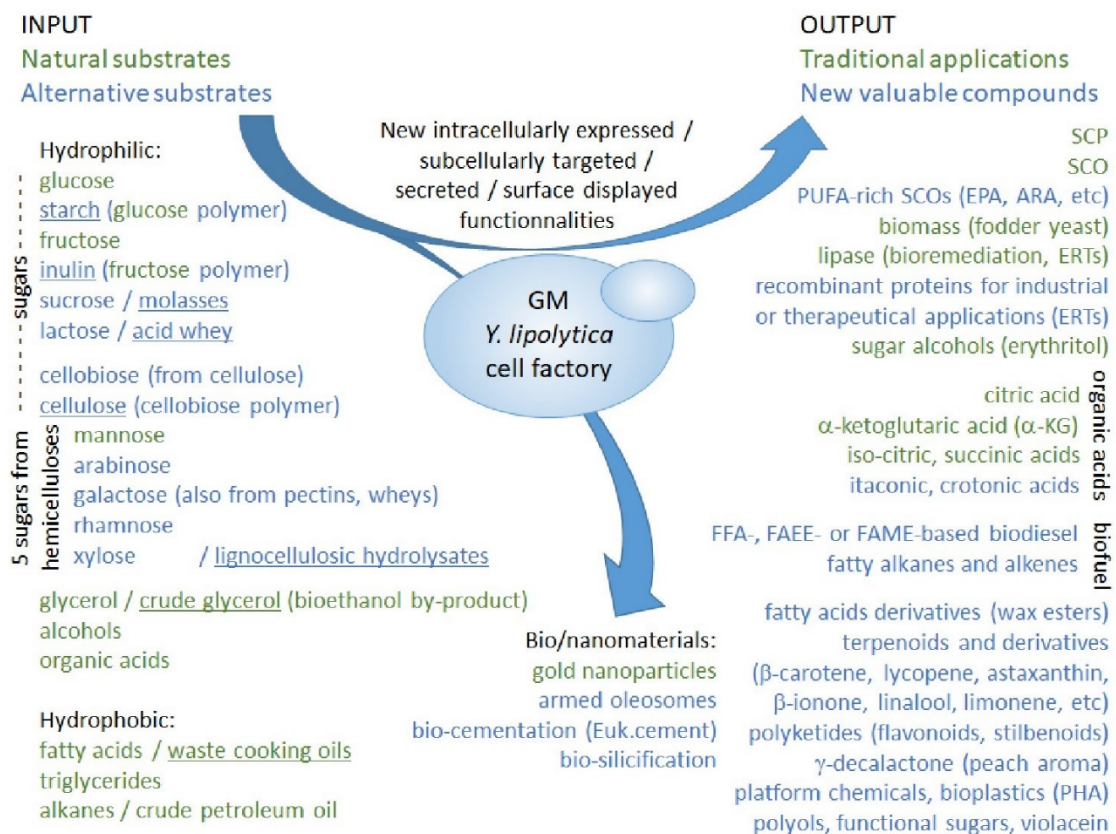 INPUT
Natural substrates
Alternative substrates
Hydrophilic:
glucose
starch (glucose polymer)
fructose
inulin (fructose polymer)
sucrose / molasses
lactose / acid whey
cellobiose (from cellulose)
cellulose (cellobiose polymer)
sugars
mannose
arabinose
galactose (also from pectins, wheys)
rhamnose
xylose / lignocellulosic hydrolysates
5 sugars from
hemicelluloses
glycerol / crude glycerol (bioethanol by-product)
alcohols
organic acids
Hydrophobic:
fatty acids / waste cooking oils
triglycerides
alkanes / crude petroleum oil
New intracellularly expressed /
subcellularly targeted /
secreted / surface displayed
functionnalities
GM
Y. lipolytica
cell factory
Bio/nanomaterials:
gold nanoparticles
armed oleosomes
bio-cementation (Euk.cement)
bio-silicification
OUTPUT
Traditional applications
New valuable compounds
SCP
SCO
PUFA-rich SCOs (EPA, ARA, etc)
biomass (fodder yeast)
lipase (bioremediation, ERTs)
recombinant proteins for industrial
or therapeutical applications (ERTs)
sugar alcohols (erythritol)
citric acid
α-ketoglutaric acid (α-KG)
iso-citric, succinic acids
itaconic, crotonic acids
organic acids
FFA-, FAEE- or FAME-based biodiesel
fatty alkanes and alkenes
biofuel
fatty acids derivatives (wax esters)
terpenoids and derivatives
(β-carotene, lycopene, astaxanthin,
β-ionone, linalool, limonene, etc)
polyketides (flavonoids, stilbenoids)
γ-decalactone (peach aroma)
platform chemicals, bioplastics (PHA)
polyols, functional sugars, violacein